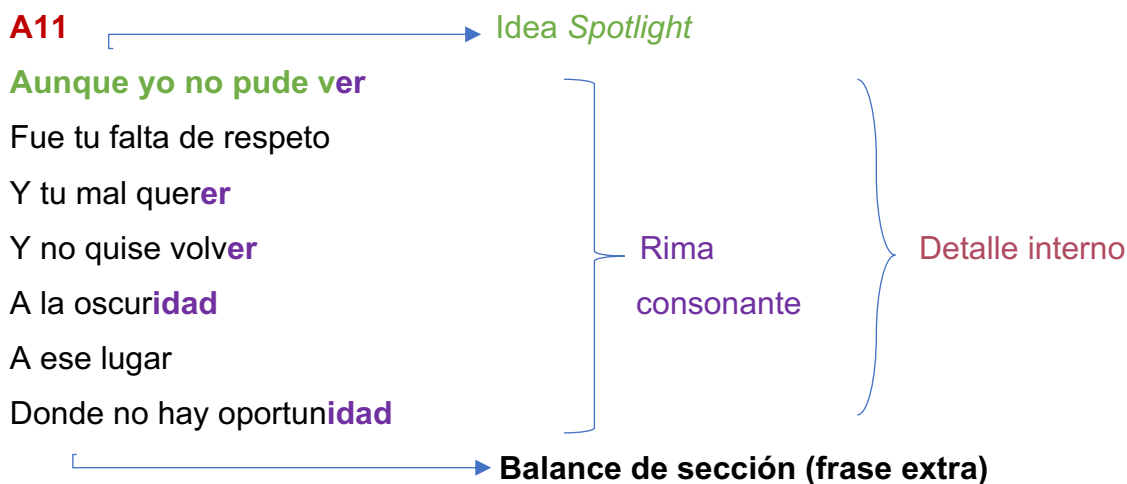 A11
Idea Spotlight
Aunque yo no pude ver
Fue tu falta de respeto
Y tu mal querer
Y no quise volver
A la oscuridad
A ese lugar
Donde no hay oportunidad
Rima
consonante
Detalle interno
Balance de sección (frase extra)